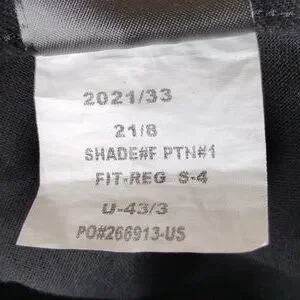 2021/33
21/8
SHADE#F PTN#1
FIT-REG S-4
U-43/3
PO#266913-US